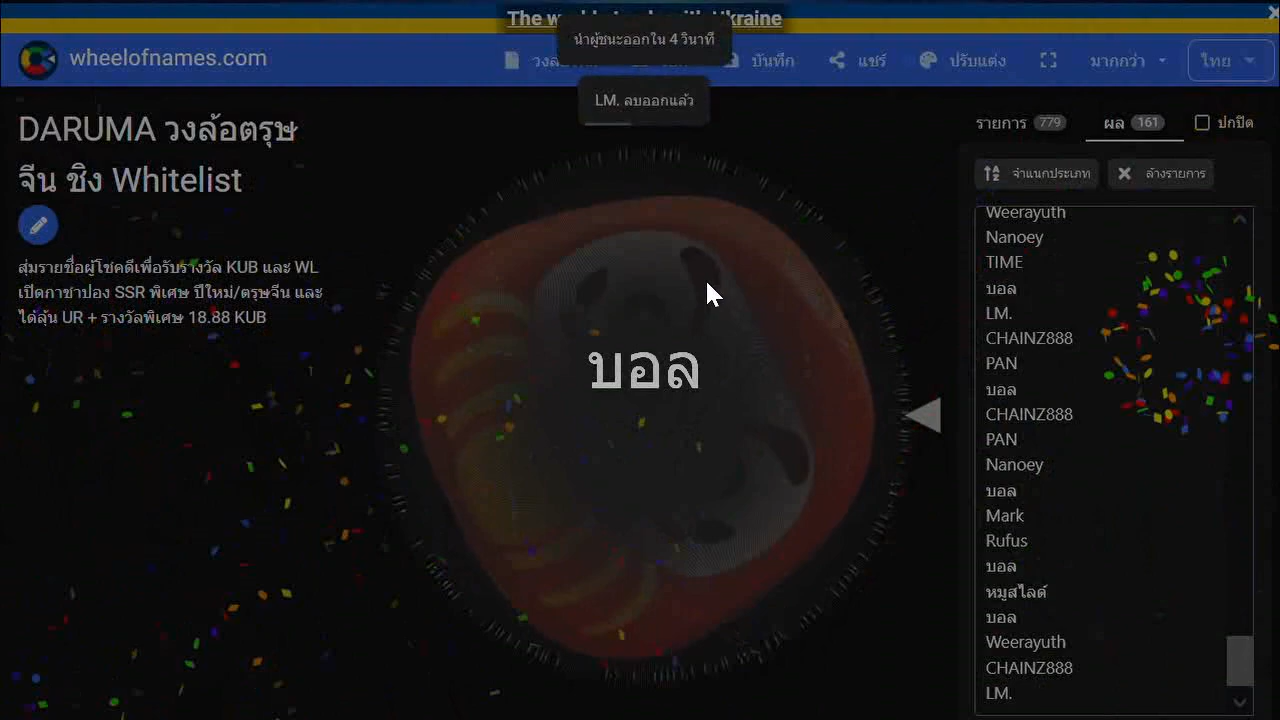 The world stands with Ukraine
นำผู้ชนะออกใน 4 วินาที
wheelofnames.com
บันทึก
แชร์
ปรับแต่ง
มากกว่า
ไทย
LM. ลบออกแล้ว
DARUMA วงล้อตรุษ
จีน ชิง Whitelist
สุ่มรายชื่อผู้โชคดีเพื่อรับรางวัล KUB และ WL
เปิดกาชาปอง SSR พิเศษ ปีใหม่/ตรุษจีน และ
ได้ลุ้น UR + รางวัลพิเศษ 18.88 KUB
บอล
รายการ 779
ผล 161
ปกปิด
จำแนกประเภท
ล้างรายการ
Weerayuth
Nanoey
TIME
บอล
LM.
CHAINZ888
PAN
บอล
CHAINZ888
PAN
Nanoey
บอล
Mark
Rufus
บอล
หมูสไลด์
บอล
Weerayuth
CHAINZ888
LM.